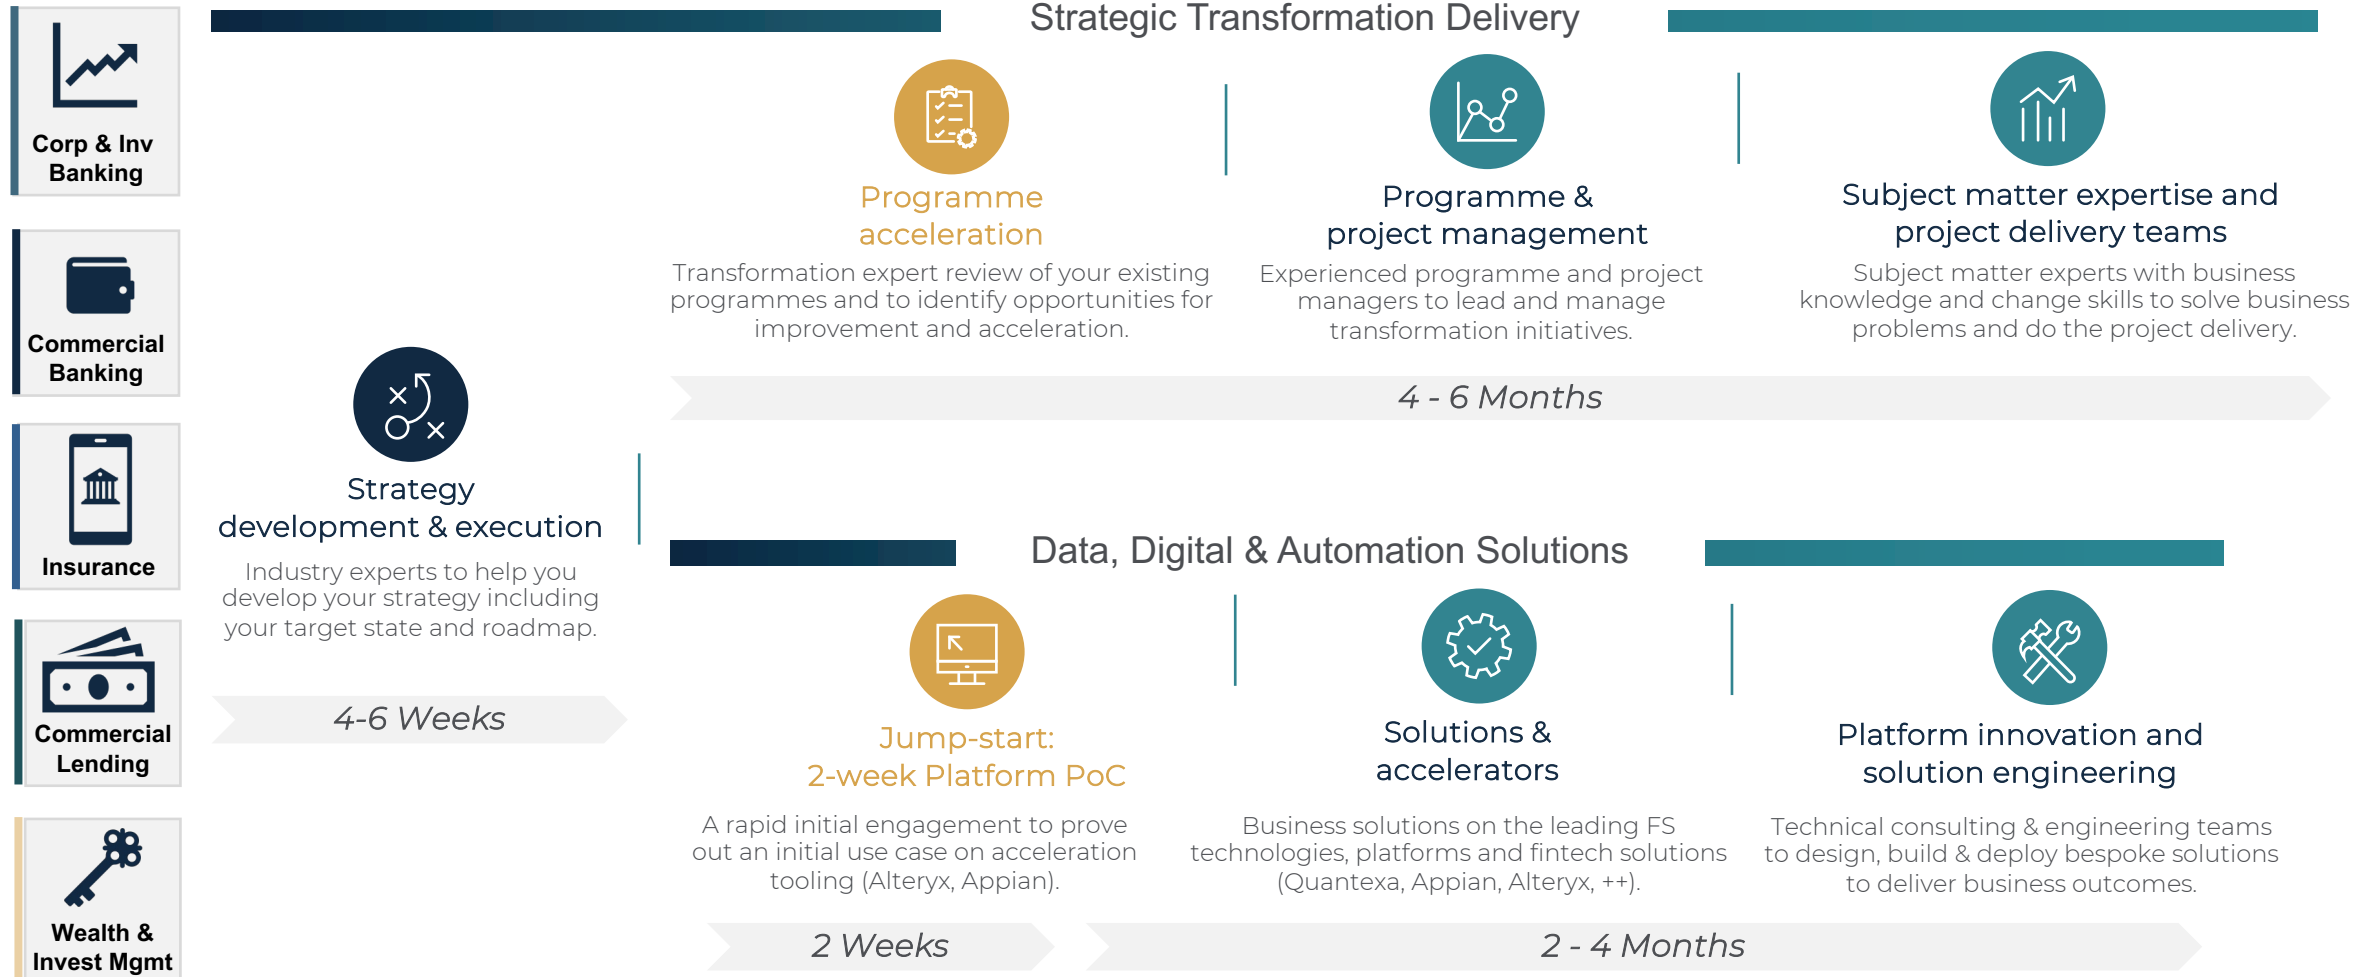 Corp & Inv
Banking
Commercial
Banking
Insurance
Commercial
Lending
Wealth &
Invest Mgmt
Strategic Transformation Delivery
Strategy
development & execution
Industry experts to help you
develop your strategy including
your target state and roadmap.
4-6 Weeks
Programme
acceleration
Transformation expert review of your existing
programmes and to identify opportunities for
improvement and acceleration.
Programme &
project management
Experienced programme and project
managers to lead and manage
transformation initiatives.
Subject matter expertise and
project delivery teams
Subject matter experts with business
knowledge and change skills to solve business
problems and do the project delivery.
4 - 6 Months
Data, Digital & Automation Solutions
Jump-start:
2-week Platform PoC
A rapid initial engagement to prove
out an initial use case on acceleration
tooling (Alteryx, Appian).
Solutions &
accelerators
Business solutions on the leading FS
technologies, platforms and fintech solutions
(Quantexa, Appian, Alteryx, ++).
Platform innovation and
solution engineering
Technical consulting & engineering teams
to design, build & deploy bespoke solutions
to deliver business outcomes.
2 Weeks
2 - 4 Months